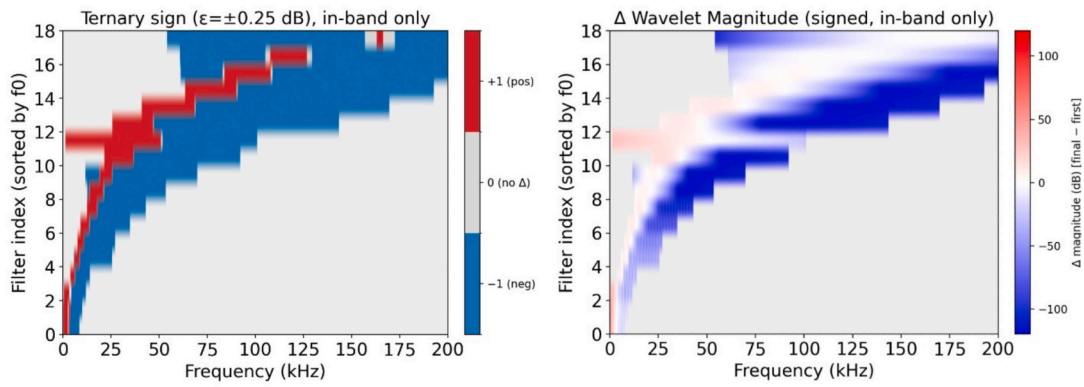 Ternary sign (ε=±0.25 dB), in-band only
18
16
14
12
10
8
6
4
2
0
Filter index (sorted by f0)
0 25 50 75 100 125 150 175 200
Frequency (kHz)
+1 (pos)
0 (no Δ)
−1 (neg)
Δ Wavelet Magnitude (signed, in-band only)
18
16
14
12
10
8
6
4
2
0
Filter index (sorted by f0)
0 25 50 75 100 125 150 175 200
Frequency (kHz)
100
50
0
−50
−100
Δ magnitude (dB) [final − first]